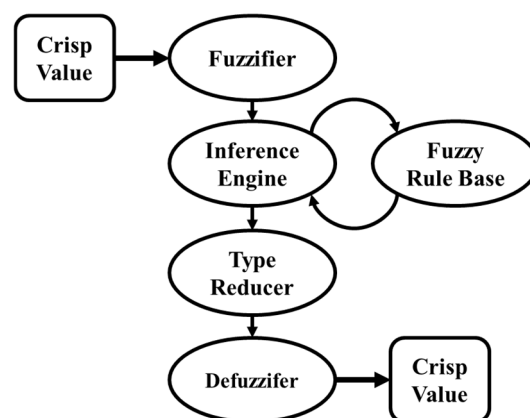 Crisp
Value
Fuzzifier
Inference
Engine
Fuzzy
Rule Base
Type
Reducer
Defuzzifer
Crisp
Value